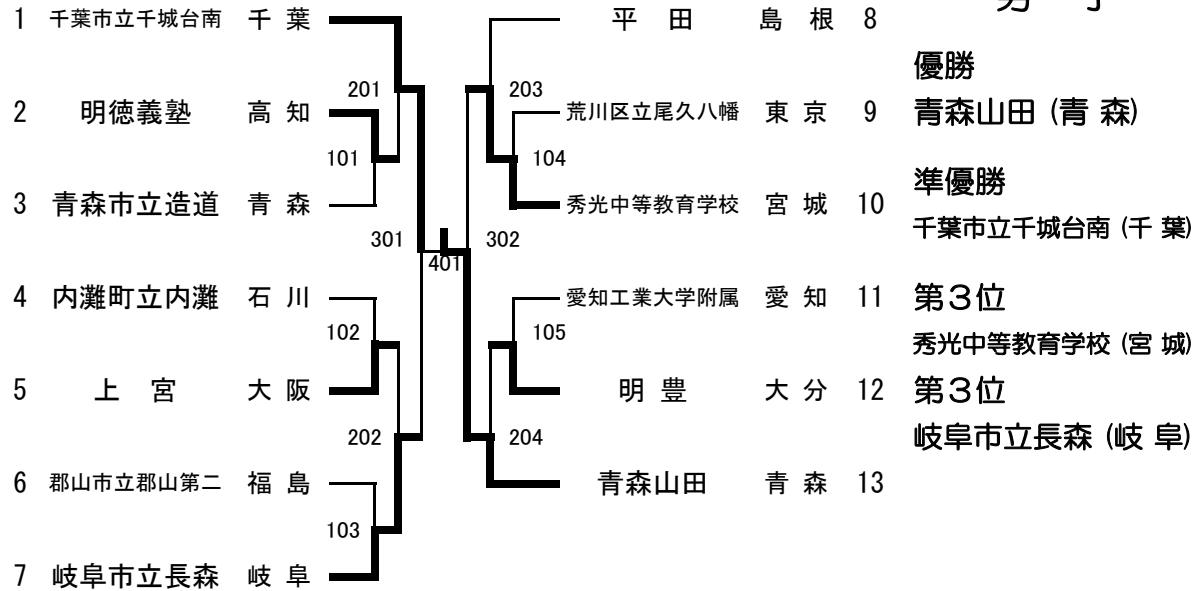 男 子
1 千葉市立千城台南 千 葉
2 明徳義塾 高 知
3 青森市立造道 青 森
4 内灘町立内灘 石 川
5 上 宮 大 阪
6 郡山市立郡山第二 福 島
7 岐阜市立長森 岐 阜
201
101
301
102
202
103
401
203
104
302
105
204
平 田 島 根 8
荒川区立尾久八幡 東 京 9
秀光中等教育学校 宮 城 10
愛知工業大学附属 愛 知 11
明 豊 大 分 12
青森山田 青 森 13
優勝
青森山田 (青 森)
準優勝
千葉市立千城台南 (千 葉)
第3位
秀光中等教育学校 (宮 城)
第3位
岐阜市立長森 (岐 阜)